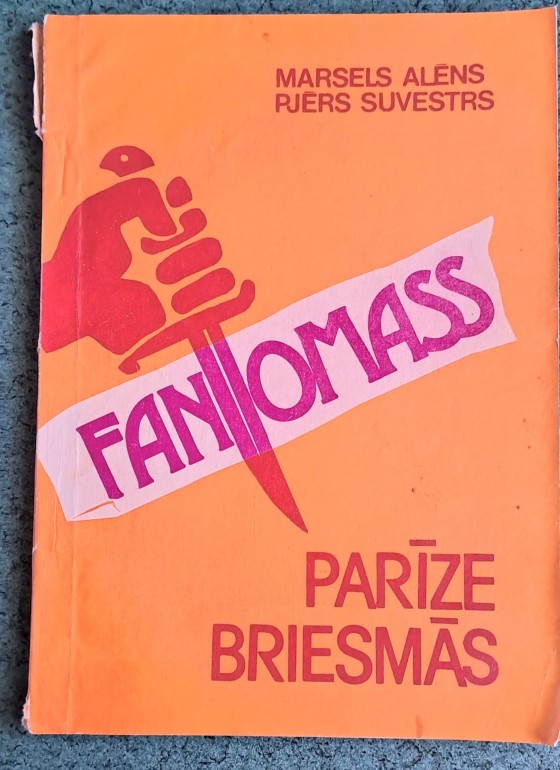 MARSELS ALĒNS
PJĒRS SUVESTRS
FANTOMASS
PARĪZE
BRIESMĀS